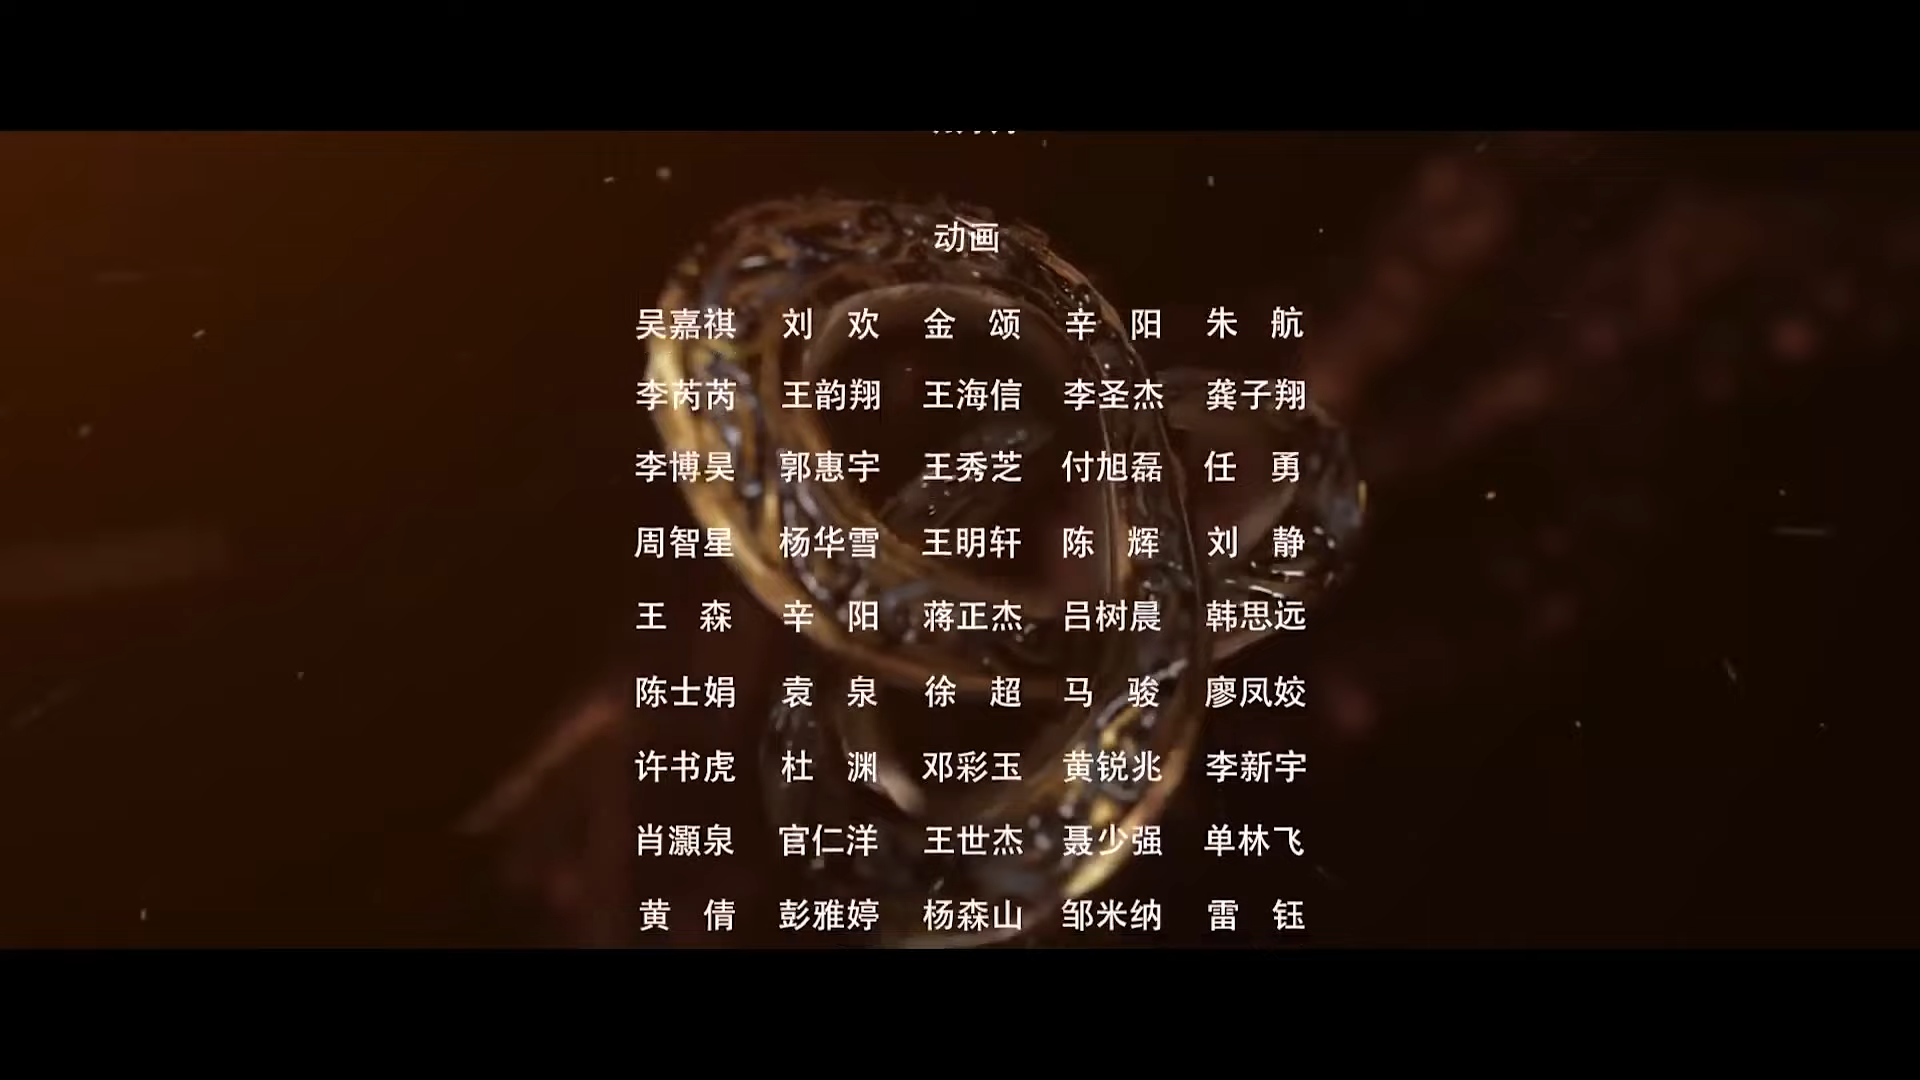 动画
吴嘉祺 刘 欢 金 颂 辛 阳 朱 航
李芮芮 王韵翔 王海信 李圣杰 龚子翔
李博昊 郭惠宇 王秀芝 付旭磊 任 勇
周智星 杨华雪 王明轩 陈 辉 刘 静
王 森 辛 阳 蒋正杰 吕树晨 韩思远
陈士娟 袁 泉 徐 超 马 骏 廖凤姣
许书虎 杜 渊 邓彩玉 黄锐兆 李新宇
肖灏泉 官仁洋 王世杰 聂少强 单林飞
黄 倩 彭雅婷 杨森山 邹米纳 雷 钰